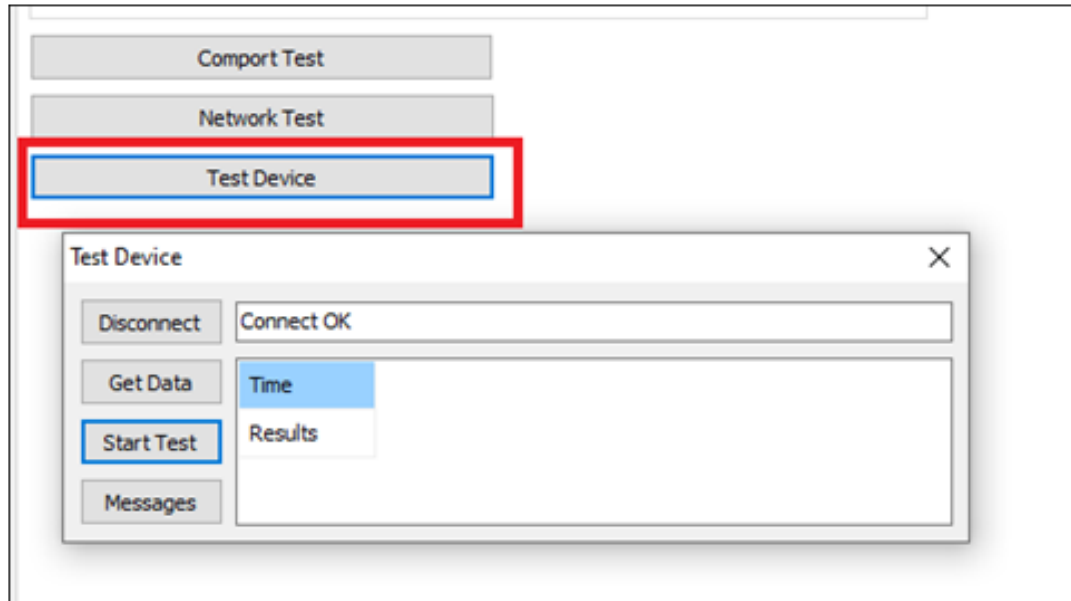 Comport Test
Network Test
Test Device
Test Device
Disconnect
Connect OK
Get Data
Time
Start Test
Results
Messages